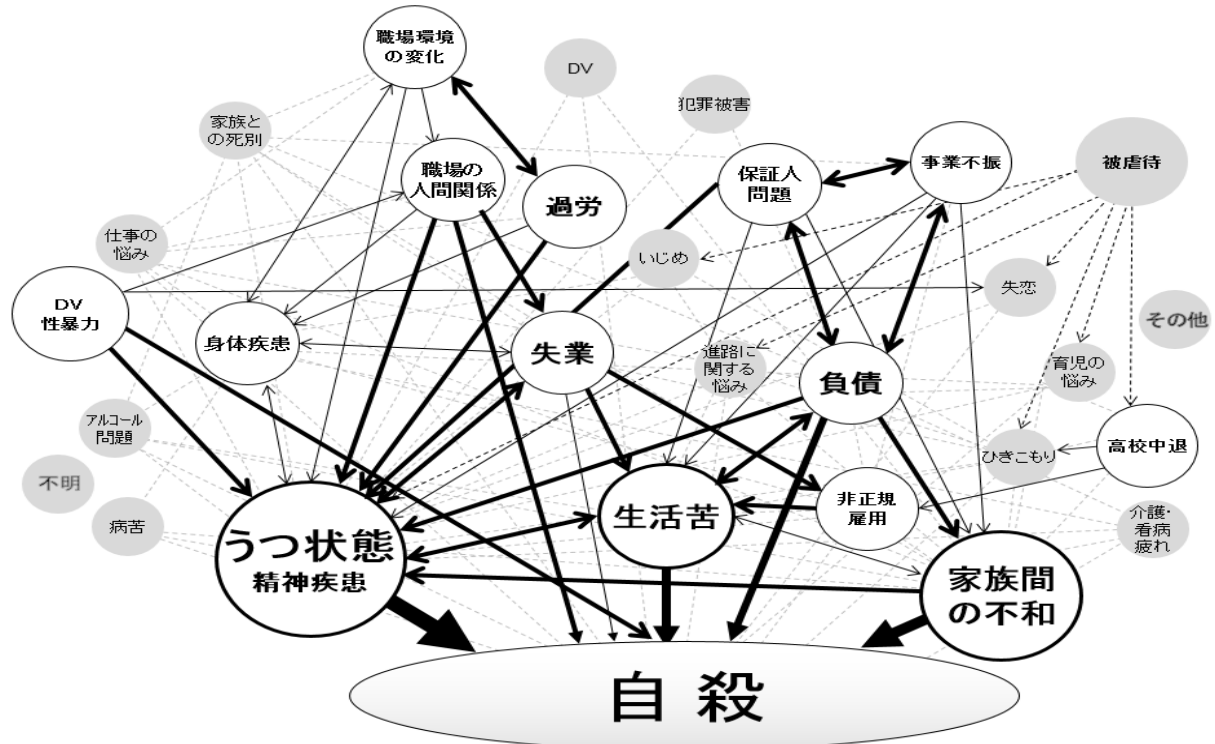 職場環境
の変化
DV
犯罪被害
家族と
の死別
職場の
人間関係
過労
保証人
問題
事業不振
被虐待
仕事の
悩み
いじめ
DV
性暴力
失恋
その他
身体疾患
失業
進路に
関する
悩み
負債
育児の
悩み
アルコール
問題
高校中退
ひきこもり
不明
病苦
生活苦
非正規
雇用
介護・
看病
疲れ
うつ状態
精神疾患
家族間
の不和
自殺